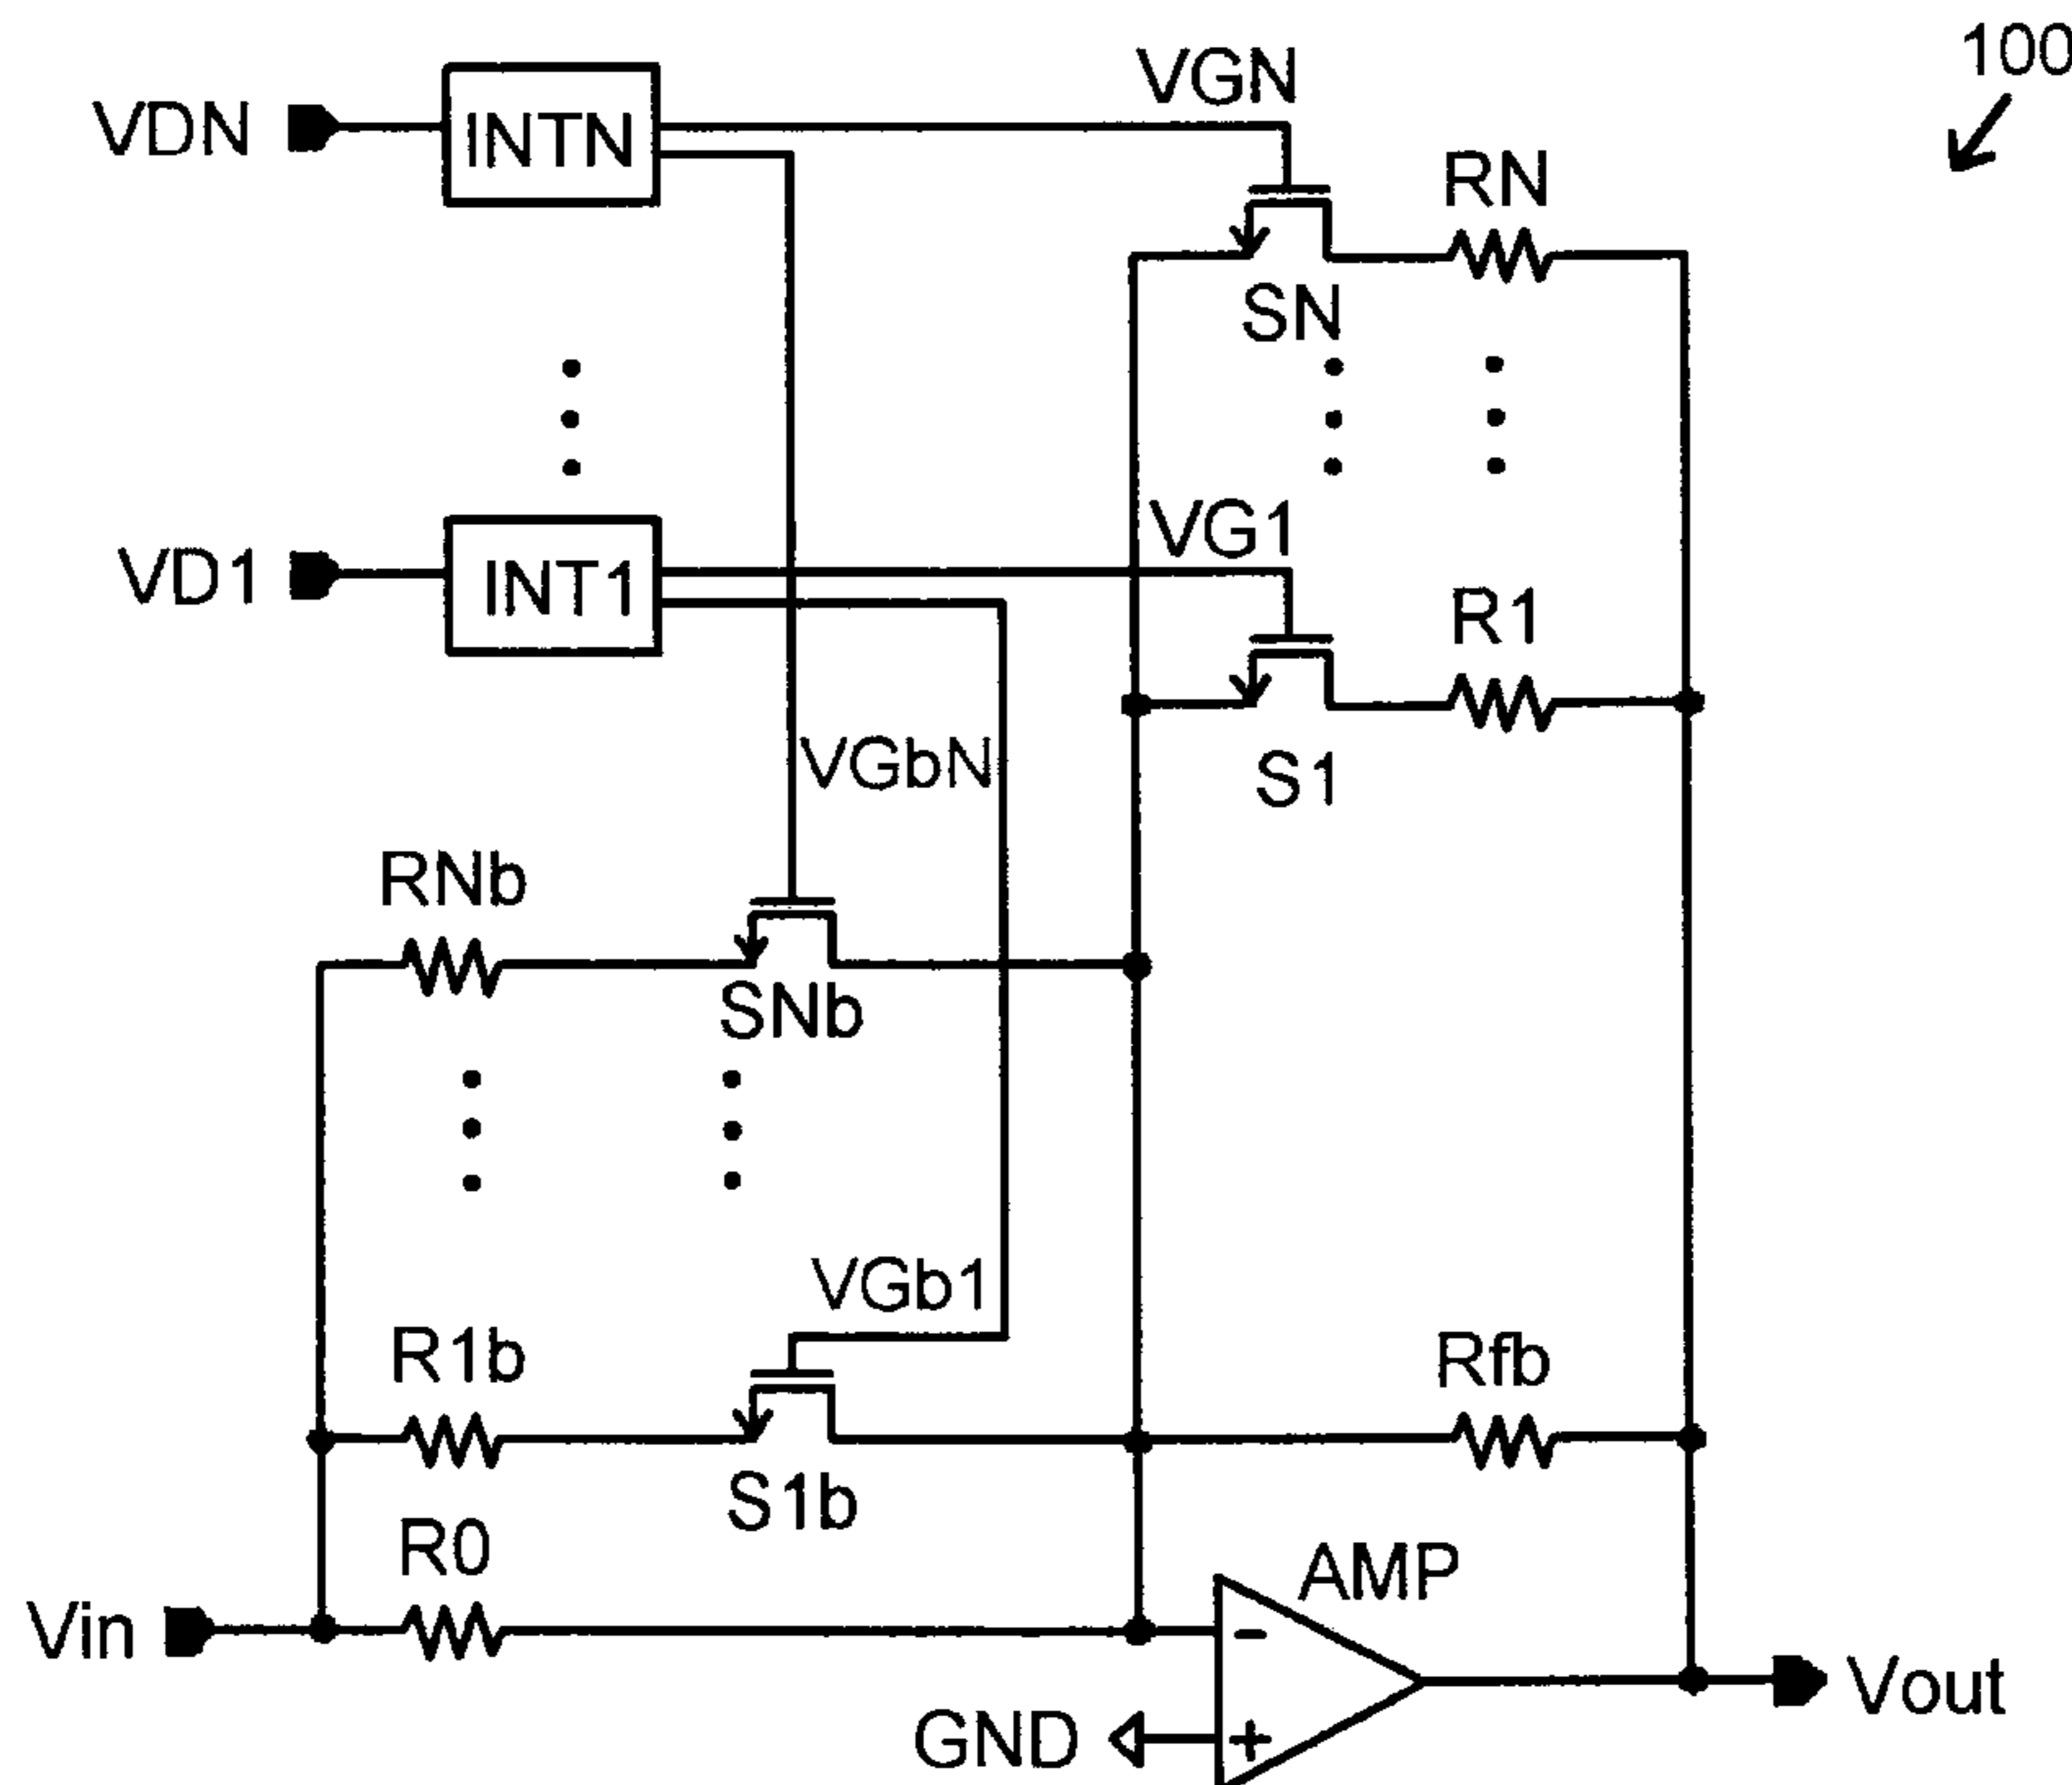 100
VGN
VDN
INTN
RN
SN
VG1
VD1
INT1
R1
S1
VGbN
RNb
SNb
VGb1
R1b
Rfb
S1b
R0
AMP
Vin
-
Vout
GND
+